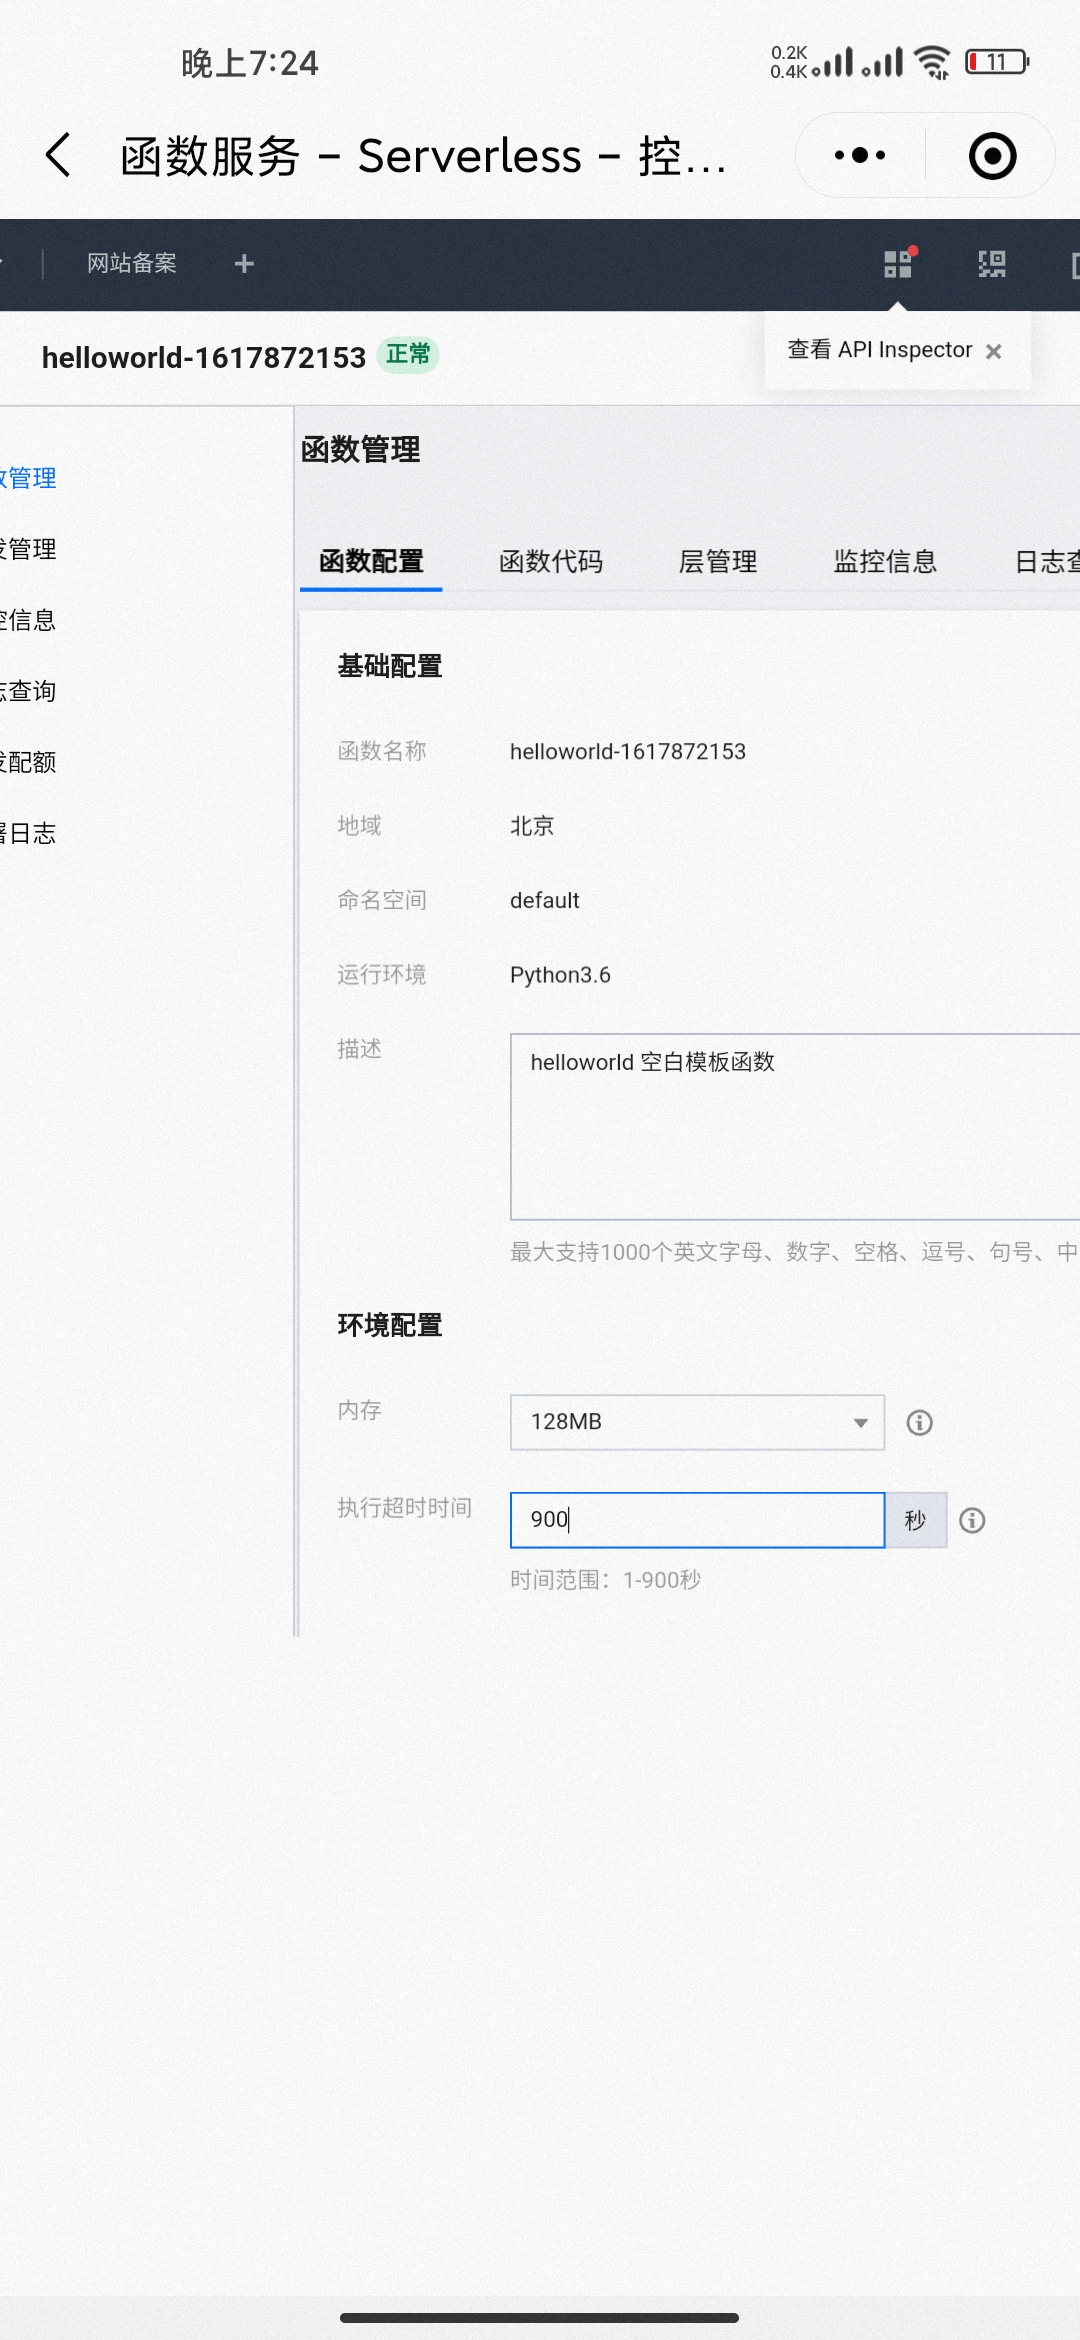 晚上7:24
0.2K
0.4K
11
函数服务 - Serverless - 控...
网站备案
helloworld-1617872153 正常
查看 API Inspector
管理
函数管理
管理
信息
查询
配额
日志
函数配置 函数代码 层管理 监控信息 日志
基础配置
函数名称 helloworld-1617872153
地域 北京
命名空间 default
运行环境 Python3.6
描述 helloworld 空白模板函数
最大支持1000个英文字母、数字、空格、逗号、句号、中
环境配置
内存 128MB
执行超时时间 900 秒
时间范围：1-900秒